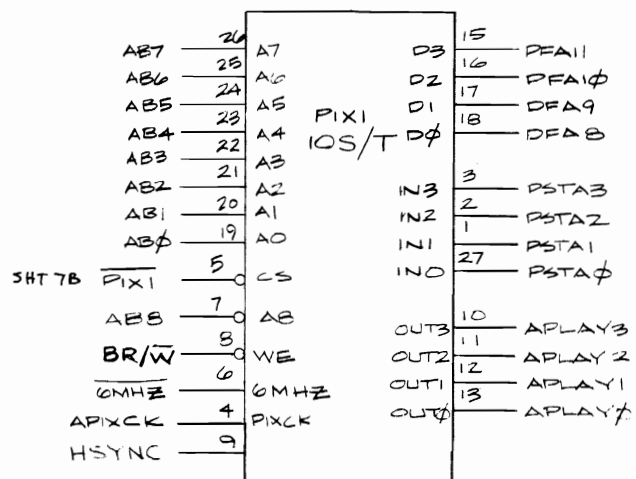 AB7 26 A7 D3 15 DFA11
AB6 25 A6 D2 16 DFA1Ø
AB5 24 A5 D1 17 DFA9
AB4 23 A4 PIX1 DØ 18 DFA8
AB3 22 A3 10S/T
AB2 21 A2 IN3 3 PSTA3
AB1 20 A1 IN2 2 PSTA2
ABØ 19 A0 IN1 1 PSTA1
SHT 7B PIX1 5 CS IN0 27 PSTAØ
AB8 7 A8 OUT3 10 APLAY3
BR/W 8 WE OUT2 11 APLAY2
6MHZ 6 6MHZ OUT1 12 APLAY1
APIXCK 4 PIXCK OUTØ 13 APLAYØ
HSYNC 9